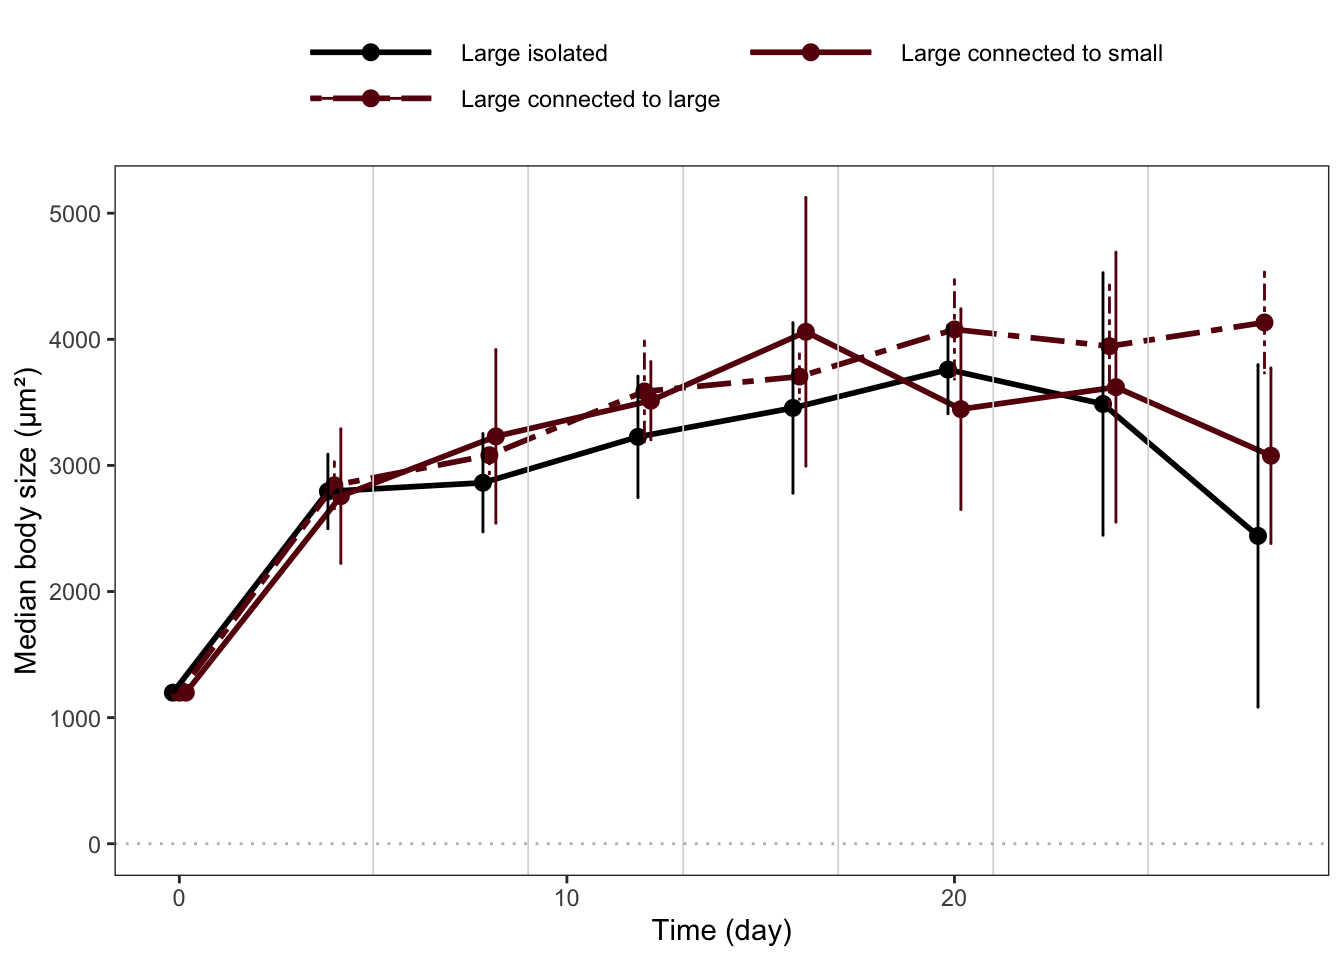 Large isolated
Large connected to small
Large connected to large
5000
4000
3000
2000
1000
0
Median body size (µm²)
0 10 20
Time (day)